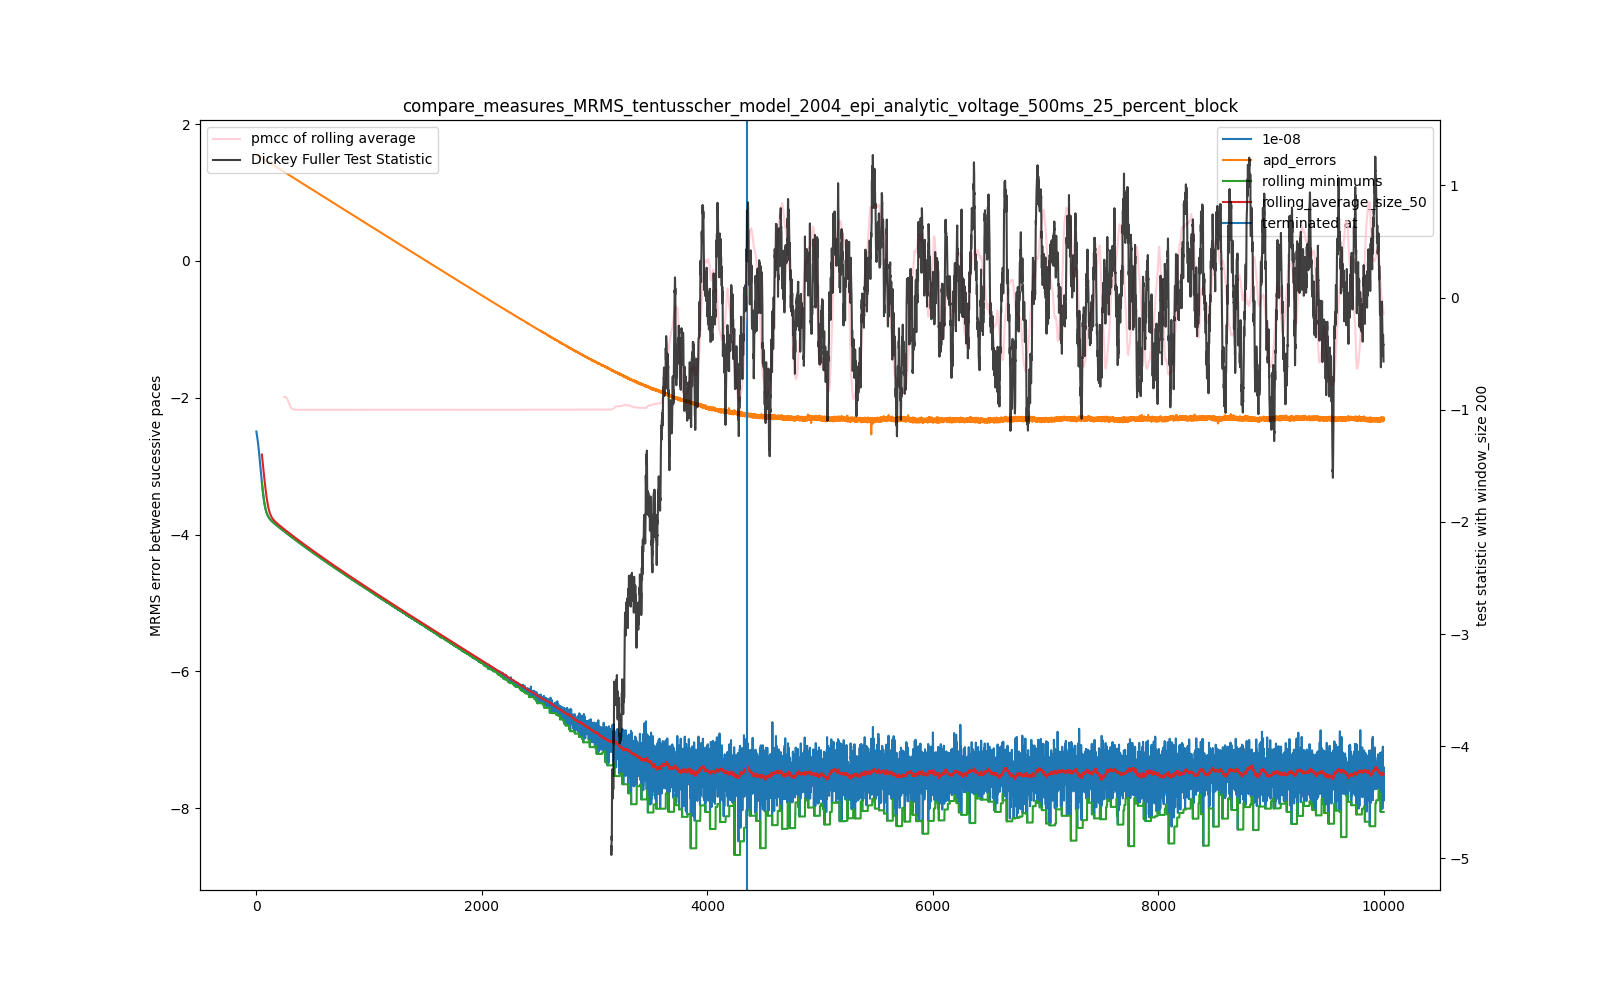 compare_measures_MRMS_tentusscher_model_2004_epi_analytic_voltage_500ms_25_percent_block
pmcc of rolling average
Dickey Fuller Test Statistic
1e-08
apd_errors
rolling minimums
rolling_average_size_50
terminated at
MRMS error between sucessive paces
2
0
−2
−4
−6
−8
test statistic with window_size 200
1
0
−1
−2
−3
−4
−5
0
2000
4000
6000
8000
10000